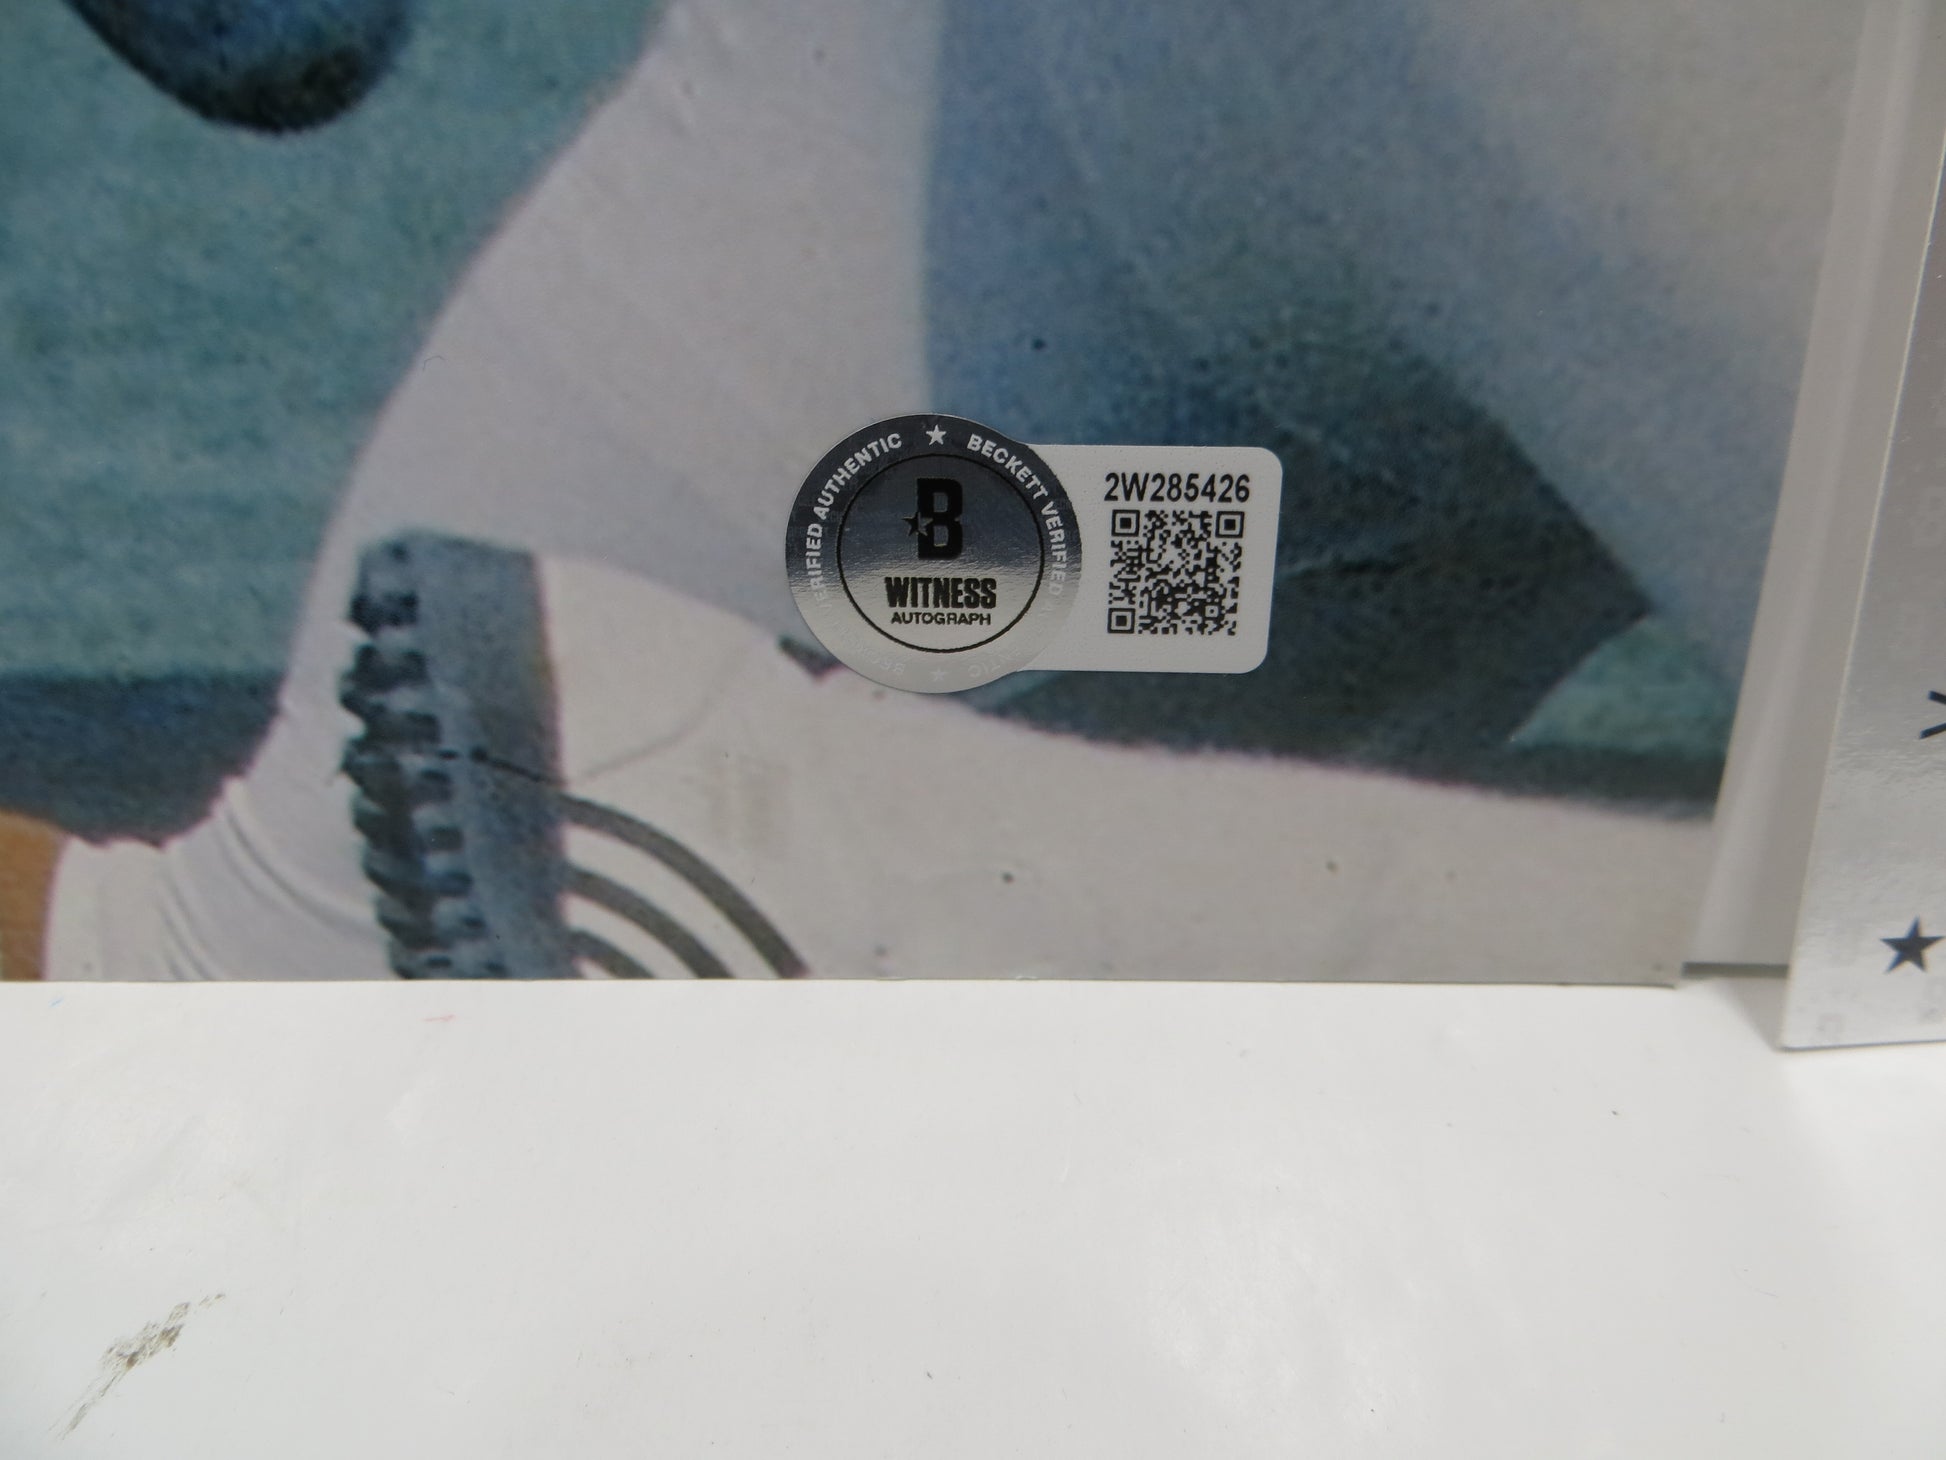 VERIFIED AUTHENTIC ★ BECKETT VERIFIED
B
WITNESS
AUTOGRAPH
2W285426